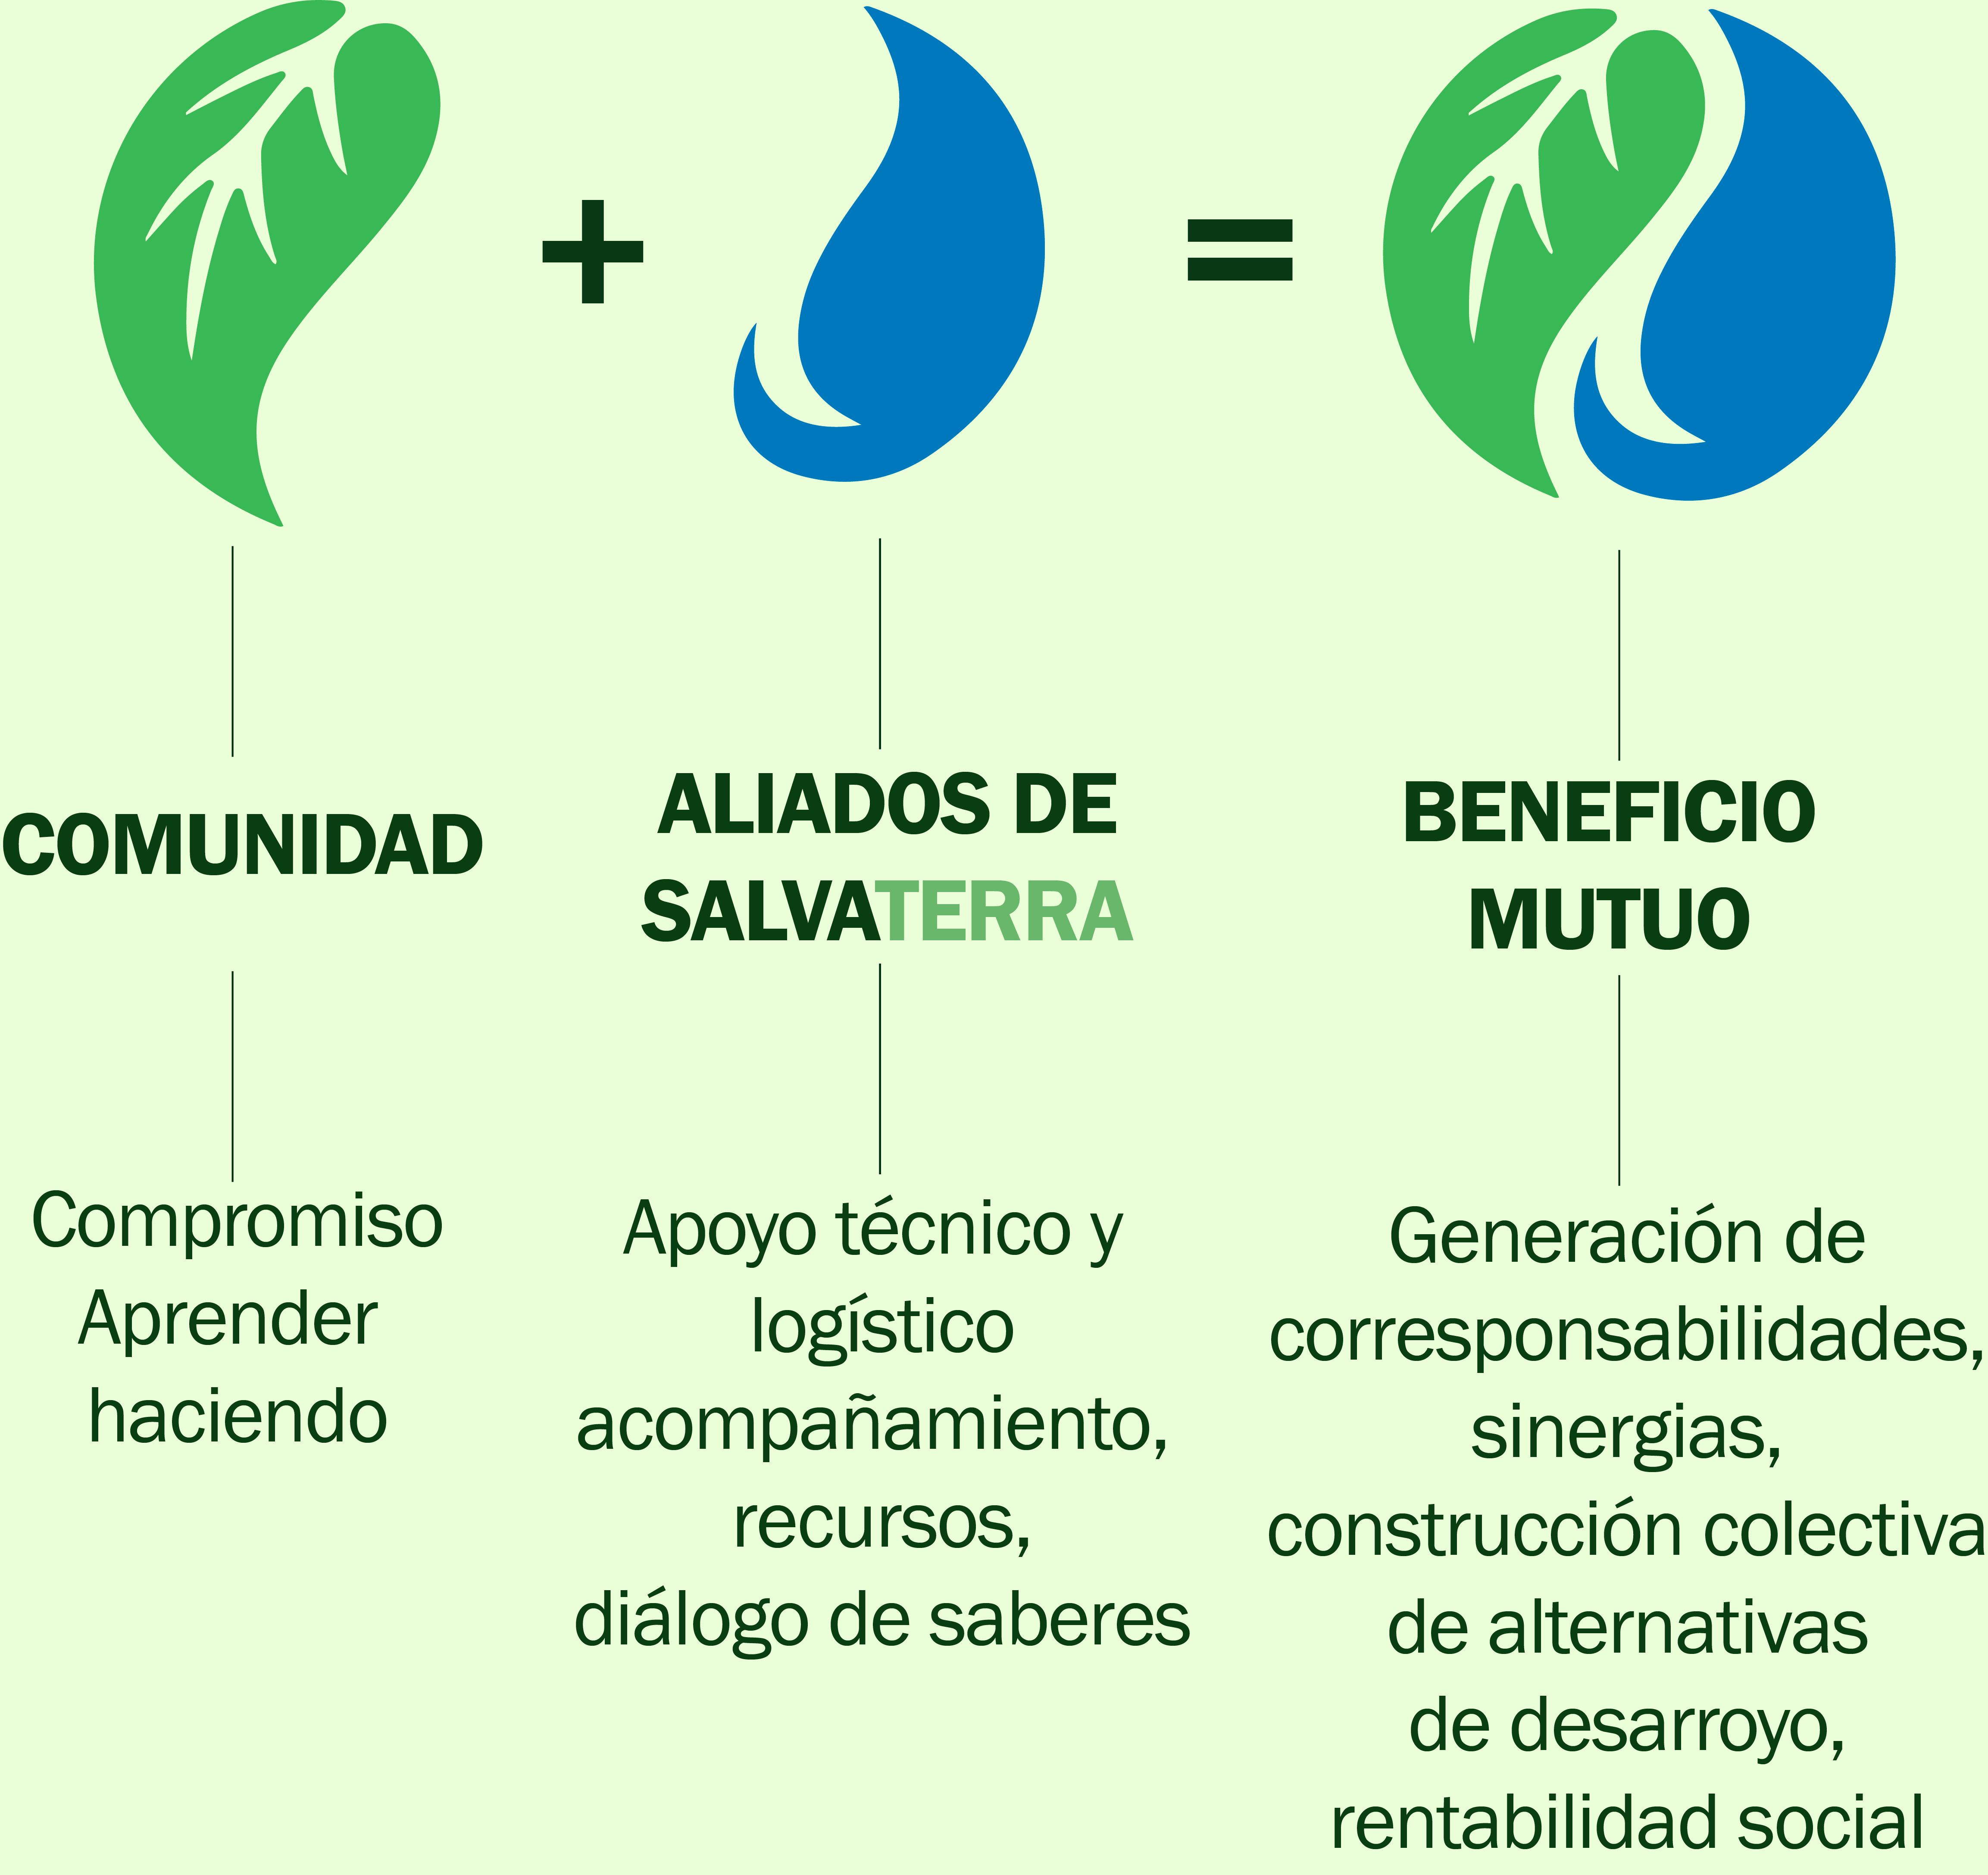 +
=
COMUNIDAD
Compromiso
Aprender
haciendo
ALIADOS DE
SALVATERRA
Apoyo técnico y
logístico
acompañamiento,
recursos,
diálogo de saberes
BENEFICIO
MUTUO
Generación de
corresponsabilidades,
sinergias,
construcción colectiva
de alternativas
de desarroyo,
rentabilidad social